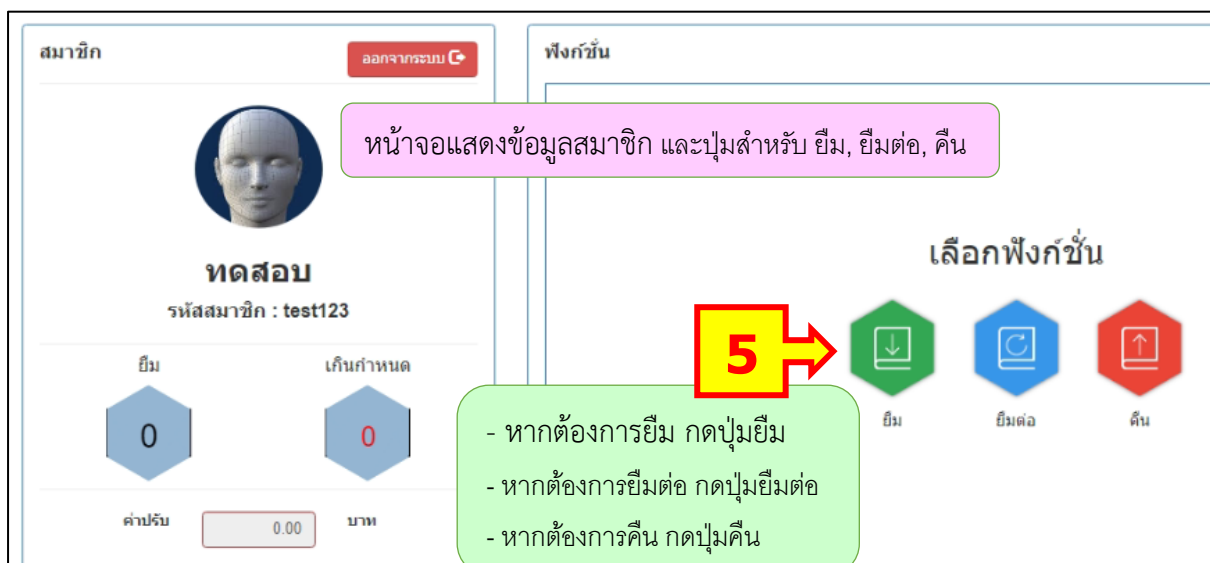 สมาชิก
ออกจากระบบ
ฟังก์ชั่น
หน้าจอแสดงข้อมูลสมาชิก และปุ่มสำหรับ ยืม, ยืมต่อ, คืน
ทดสอบ
รหัสสมาชิก : test123
ยืม
เกินกำหนด
0
0
ค่าปรับ 0.00 บาท
เลือกฟังก์ชั่น
5
ยืม
ยืมต่อ
คืน
- หากต้องการยืม กดปุ่มยืม
- หากต้องการยืมต่อ กดปุ่มยืมต่อ
- หากต้องการคืน กดปุ่มคืน